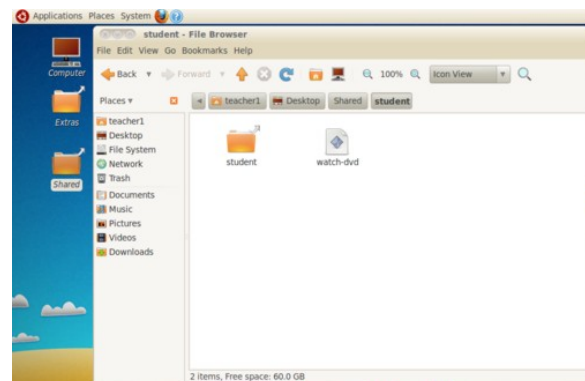 Applications Places System
student - File Browser
File Edit View Go Bookmarks Help
Back Forward 100% Icon View
Places teacher1 Desktop Shared student
Computer
Extras
Shared
teacher1
Desktop
File System
Network
Trash
Documents
Music
Pictures
Videos
Downloads
student watch-dvd
2 items, Free space: 60.0 GB